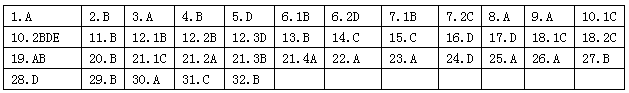 1.A 2.B 3.A 4.B 5.D 6.1B 6.2D 7.1B 7.2C 8.A 9.A 10.1C
10.2BDE 11.B 12.1B 12.2B 12.3D 13.B 14.C 15.C 16.D 17.D 18.1C 18.2C
19.AB 20.B 21.1C 21.2A 21.3B 21.4A 22.A 23.A 24.D 25.A 26.A 27.B
28.D 29.B 30.A 31.C 32.B